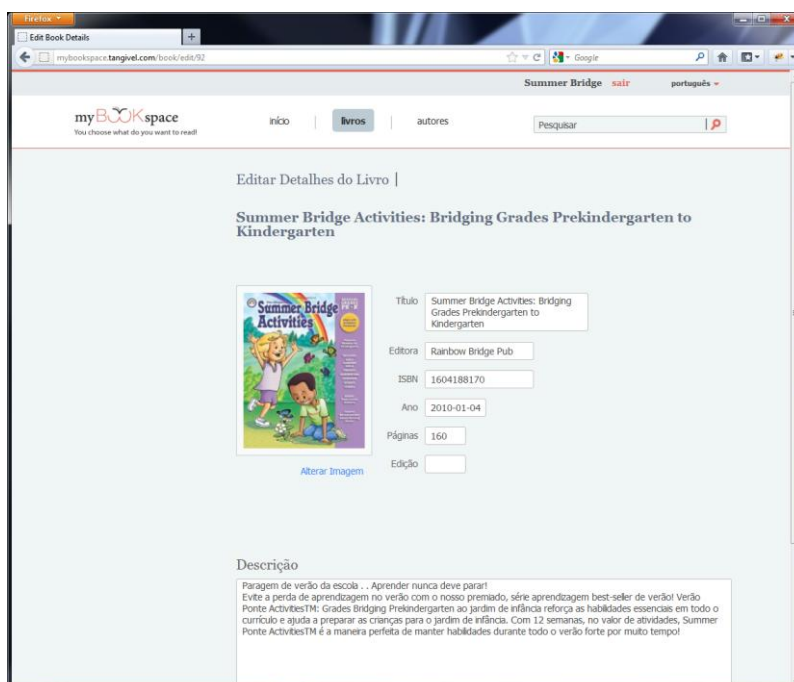 Firefox
Edit Book Details
mybookspace.tangivel.com/book/edit/92
Google
Summer Bridge sair português
myBOOKspace
You choose what do you want to read!
início | livros | autores
Pesquisar
Editar Detalhes do Livro |
Summer Bridge Activities: Bridging Grades Prekindergarten to
Kindergarten
Summer Bridge
Activities
Título
Summer Bridge Activities: Bridging
Grades Prekindergarten to
Kindergarten
Editora Rainbow Bridge Pub
ISBN 1604188170
Ano 2010-01-04
Páginas 160
Edição
Alterar Imagem
Descrição
Paragem de verão da escola . . Aprender nunca deve parar!
Evite a perda de aprendizagem no verão com o nosso premiado, série aprendizagem best-seller de verão! Verão
Ponte ActivitiesTM: Grades Bridging Prekindergarten ao jardim de infância reforça as habilidades essenciais em todo o
currículo e ajuda a preparar as crianças para o jardim de infância. Com 12 semanas, no valor de atividades, Summer
Ponte ActivitiesTM é a maneira perfeita de manter habilidades durante todo o verão forte por muito tempo!